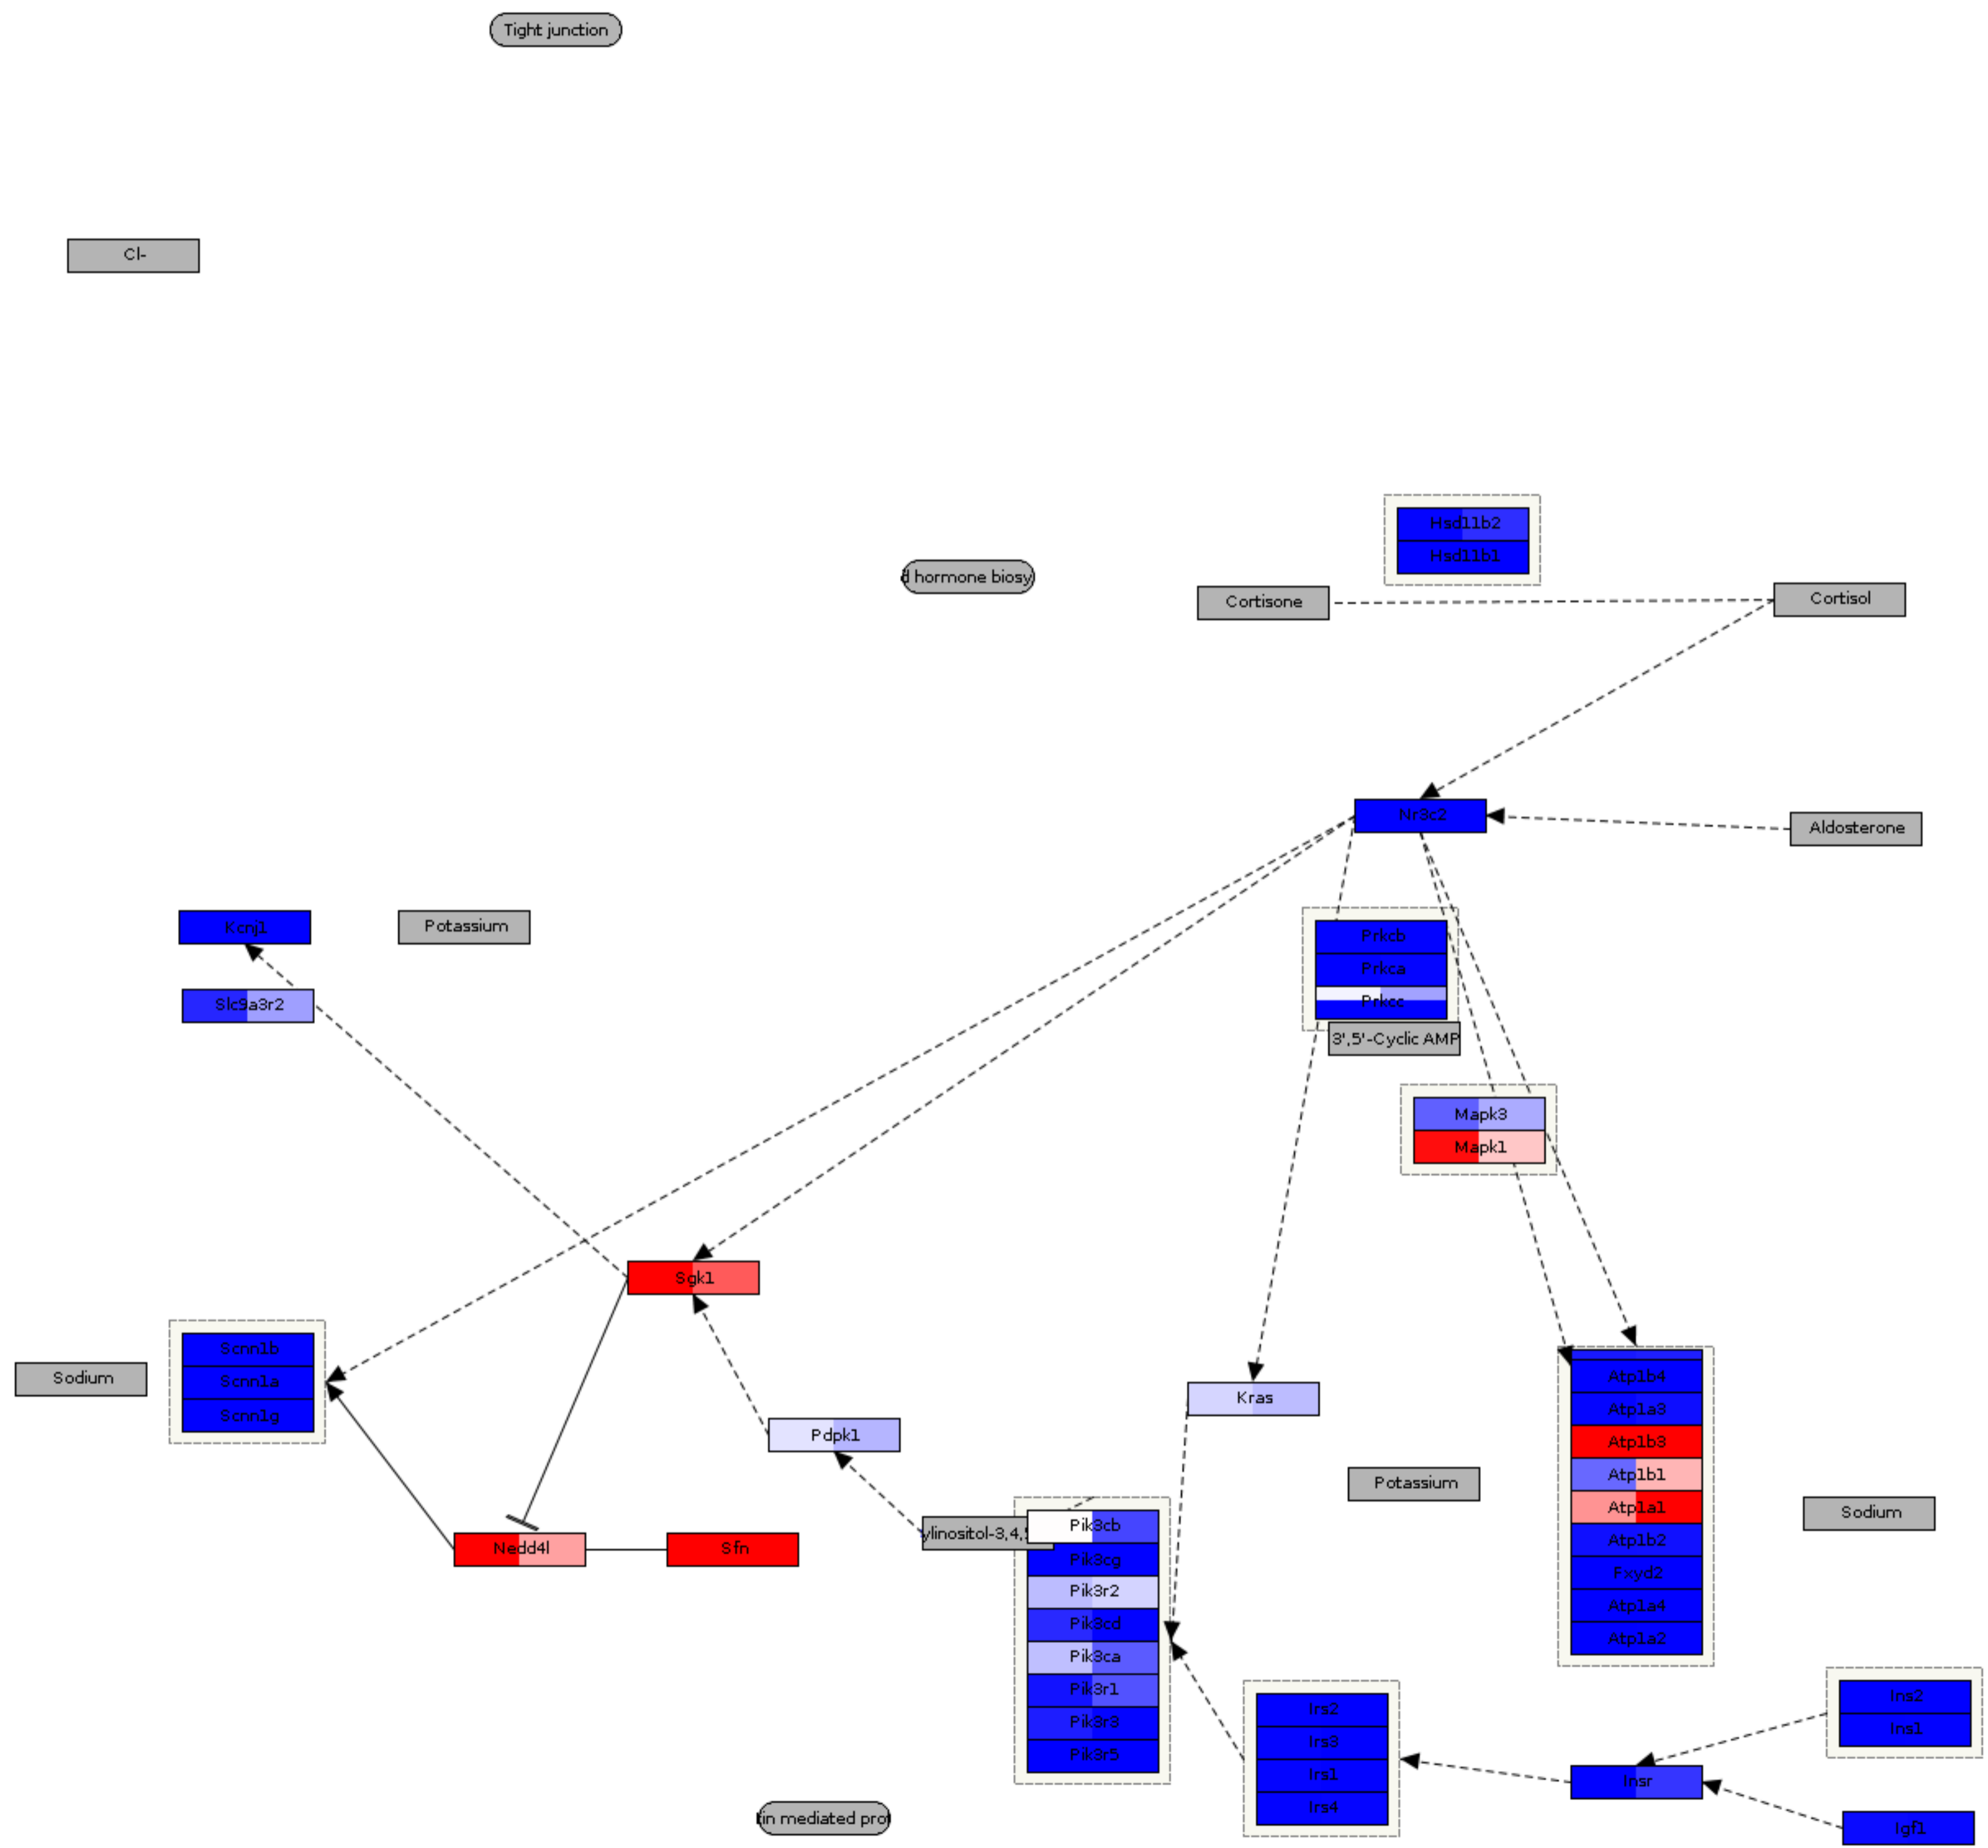 Tight junction
Cl-
Hsd11b2
Hsd11b1
d hormone biosy
Cortisone
Cortisol
Nr3c2
Aldosterone
Kcnj1
Potassium
Prkcb
Prkca
Prkcc
Slc9a3r2
3',5'-Cyclic AMP
Mapk3
Mapk1
Sgk1
Scnn1b
Scnn1a
Scnn1g
Sodium
Kras
Pdpk1
Atp1b4
Atp1a3
Atp1b3
Atp1b1
Atp1a1
Atp1b2
Fxyd2
Atp1a4
Atp1a2
Potassium
Sodium
Nedd4l
Sfn
ylinositol-3,4,5
Pik3cb
Pik3cg
Pik3r2
Pik3cd
Pik3ca
Pik3r1
Pik3r3
Pik3r5
Irs2
Irs3
Irs1
Irs4
Ins2
Ins1
Insr
Igf1
tin mediated prot